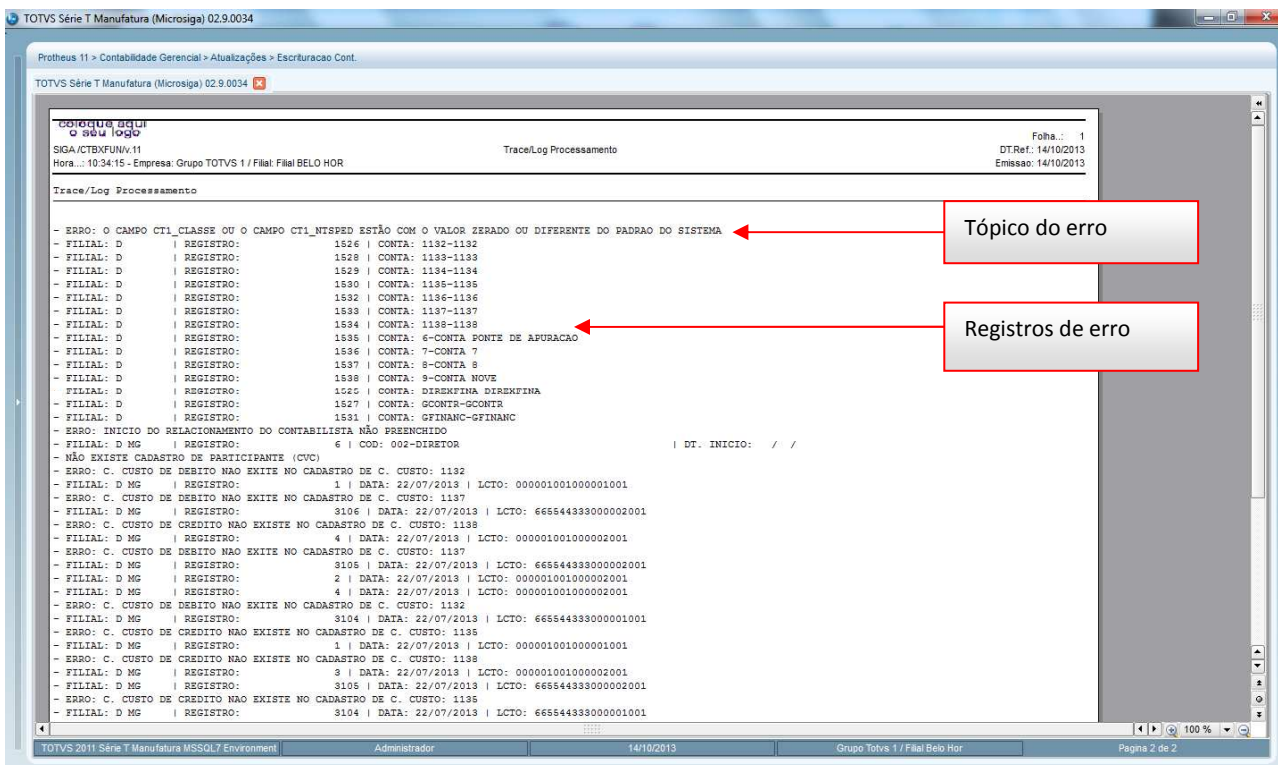 TOTVS Série T Manufatura (Microsiga) 02.9.0034
Protheus 11 > Contabilidade Gerencial > Atualizações > Escrituracao Cont.
TOTVS Série T Manufatura (Microsiga) 02.9.0034
coloque aqui
o seu logo
Folha..: 1
SIGA /CTBXFUN/v.11 Trace/Log Processamento DT.Ref.: 14/10/2013
Hora...: 10:34:15 - Empresa: Grupo TOTVS 1 / Filial: Filial BELO HOR Emissao: 14/10/2013
Trace/Log Processamento
- ERRO: O CAMPO CT1_CLASSE OU O CAMPO CT1_NTSPED ESTÃO COM O VALOR ZERADO OU DIFERENTE DO PADRAO DO SISTEMA
- FILIAL: D | REGISTRO: 1526 | CONTA: 1132-1132
- FILIAL: D | REGISTRO: 1528 | CONTA: 1133-1133
- FILIAL: D | REGISTRO: 1529 | CONTA: 1134-1134
- FILIAL: D | REGISTRO: 1530 | CONTA: 1135-1135
- FILIAL: D | REGISTRO: 1532 | CONTA: 1136-1136
- FILIAL: D | REGISTRO: 1533 | CONTA: 1137-1137
- FILIAL: D | REGISTRO: 1534 | CONTA: 1138-1138
- FILIAL: D | REGISTRO: 1535 | CONTA: 6-CONTA PONTE DE APURACAO
- FILIAL: D | REGISTRO: 1536 | CONTA: 7-CONTA 7
- FILIAL: D | REGISTRO: 1537 | CONTA: 8-CONTA 8
- FILIAL: D | REGISTRO: 1538 | CONTA: 9-CONTA NOVE
FILIAL: D | REGISTRO: 1525 | CONTA: DIREXFINA DIREXFINA
- FILIAL: D | REGISTRO: 1527 | CONTA: GCONTR-GCONTR
- FILIAL: D | REGISTRO: 1531 | CONTA: GFINANC-GFINANC
- ERRO: INICIO DO RELACIONAMENTO DO CONTABILISTA NÃO PREENCHIDO
- FILIAL: D MG | REGISTRO: 6 | COD: 002-DIRETOR | DT. INICIO: / /
- NÃO EXISTE CADASTRO DE PARTICIPANTE (CVC)
- ERRO: C. CUSTO DE DEBITO NAO EXITE NO CADASTRO DE C. CUSTO: 1132
- FILIAL: D MG | REGISTRO: 1 | DATA: 22/07/2013 | LCTO: 000001001000001001
- ERRO: C. CUSTO DE DEBITO NAO EXITE NO CADASTRO DE C. CUSTO: 1137
- FILIAL: D MG | REGISTRO: 3106 | DATA: 22/07/2013 | LCTO: 665544333000002001
- ERRO: C. CUSTO DE CREDITO NAO EXISTE NO CADASTRO DE C. CUSTO: 1138
- FILIAL: D MG | REGISTRO: 4 | DATA: 22/07/2013 | LCTO: 000001001000002001
- ERRO: C. CUSTO DE DEBITO NAO EXITE NO CADASTRO DE C. CUSTO: 1137
- FILIAL: D MG | REGISTRO: 3105 | DATA: 22/07/2013 | LCTO: 665544333000002001
- FILIAL: D MG | REGISTRO: 2 | DATA: 22/07/2013 | LCTO: 000001001000002001
- FILIAL: D MG | REGISTRO: 4 | DATA: 22/07/2013 | LCTO: 000001001000002001
- ERRO: C. CUSTO DE DEBITO NAO EXITE NO CADASTRO DE C. CUSTO: 1132
- FILIAL: D MG | REGISTRO: 3104 | DATA: 22/07/2013 | LCTO: 665544333000001001
- ERRO: C. CUSTO DE CREDITO NAO EXISTE NO CADASTRO DE C. CUSTO: 1135
- FILIAL: D MG | REGISTRO: 1 | DATA: 22/07/2013 | LCTO: 000001001000001001
- ERRO: C. CUSTO DE CREDITO NAO EXISTE NO CADASTRO DE C. CUSTO: 1138
- FILIAL: D MG | REGISTRO: 3 | DATA: 22/07/2013 | LCTO: 000001001000002001
- FILIAL: D MG | REGISTRO: 3105 | DATA: 22/07/2013 | LCTO: 665544333000002001
- ERRO: C. CUSTO DE CREDITO NAO EXISTE NO CADASTRO DE C. CUSTO: 1135
- FILIAL: D MG | REGISTRO: 3104 | DATA: 22/07/2013 | LCTO: 665544333000001001
Tópico do erro
Registros de erro
100 %
TOTVS 2011 Série T Manufatura MSSQL7 Environment Administrador 14/10/2013 Grupo Totvs 1 / Filial Belo Hor Pagina 2 de 2